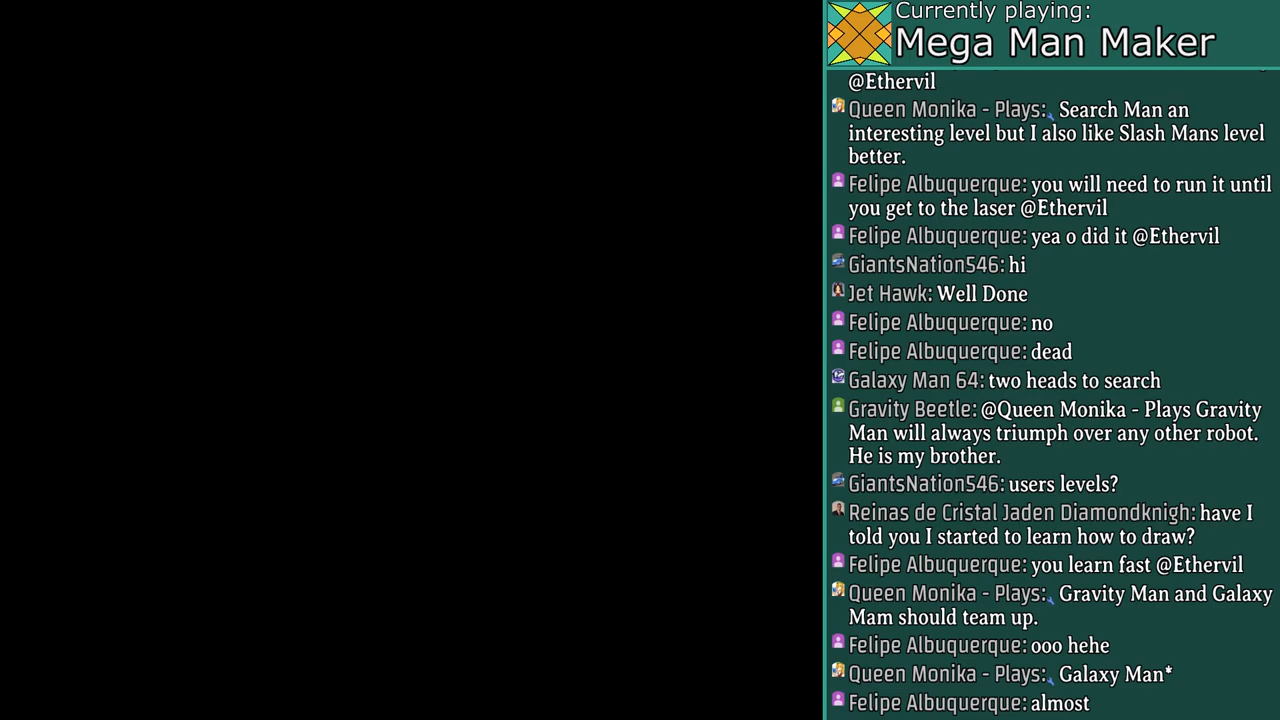 Currently playing:
Mega Man Maker
@Ethervil
Queen Monika - Plays: Search Man an
interesting level but I also like Slash Mans level
better.
Felipe Albuquerque: you will need to run it until
you get to the laser @Ethervil
Felipe Albuquerque: yea o did it @Ethervil
GiantsNation546: hi
Jet Hawk: Well Done
Felipe Albuquerque: no
Felipe Albuquerque: dead
Galaxy Man 64: two heads to search
Gravity Beetle: @Queen Monika - Plays Gravity
Man will always triumph over any other robot.
He is my brother.
GiantsNation546: users levels?
Reinas de Cristal Jaden Diamondknigh: have I
told you I started to learn how to draw?
Felipe Albuquerque: you learn fast @Ethervil
Queen Monika - Plays: Gravity Man and Galaxy
Mam should team up.
Felipe Albuquerque: ooo hehe
Queen Monika - Plays: Galaxy Man*
Felipe Albuquerque: almost